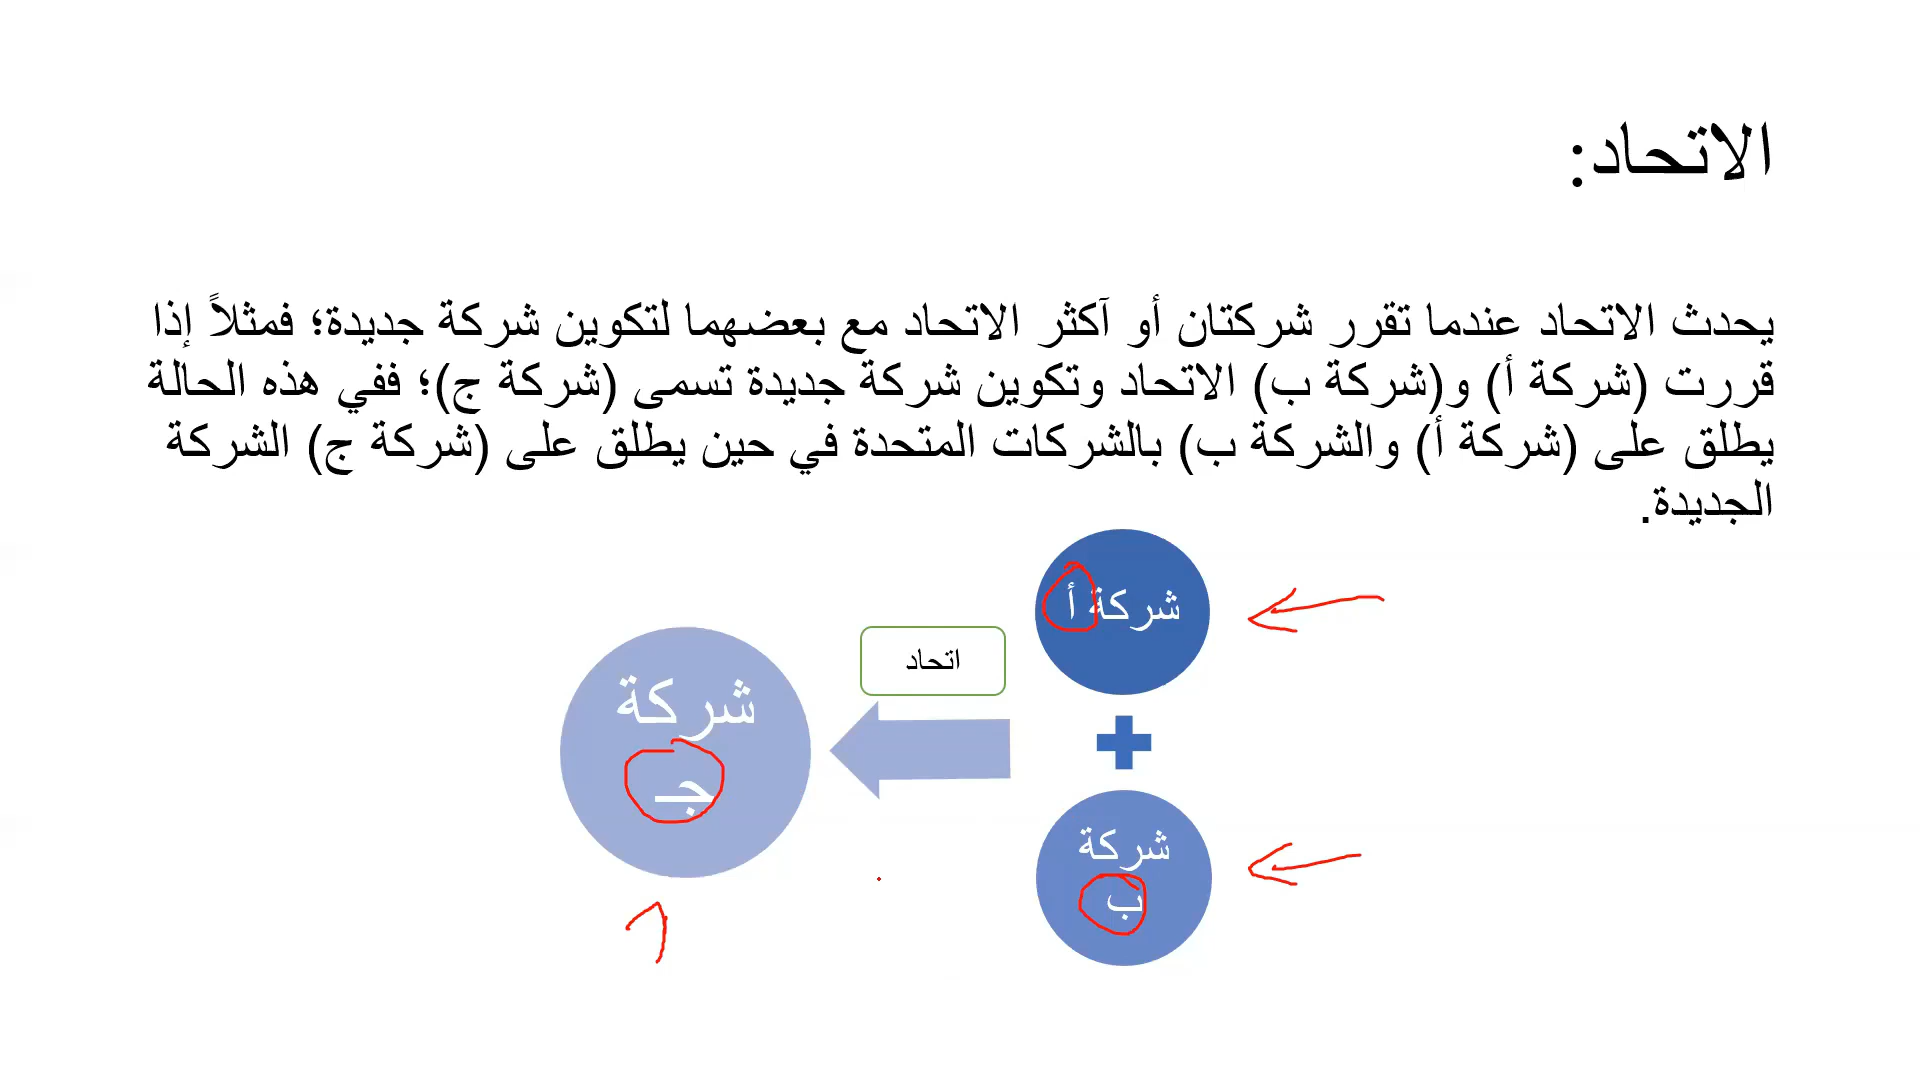 الاتحاد:
يحدث الاتحاد عندما تقرر شركتان أو آكثر الاتحاد مع بعضهما لتكوين شركة جديدة؛ فمثلاً إذا
قررت (شركة أ) و(شركة ب) الاتحاد وتكوين شركة جديدة تسمى (شركة ج)؛ ففي هذه الحالة
يطلق على (شركة أ) والشركة ب) بالشركات المتحدة في حين يطلق على (شركة ج) الشركة
الجديدة.
شركة أ
اتحاد
شركة
جـ
شركة
ب